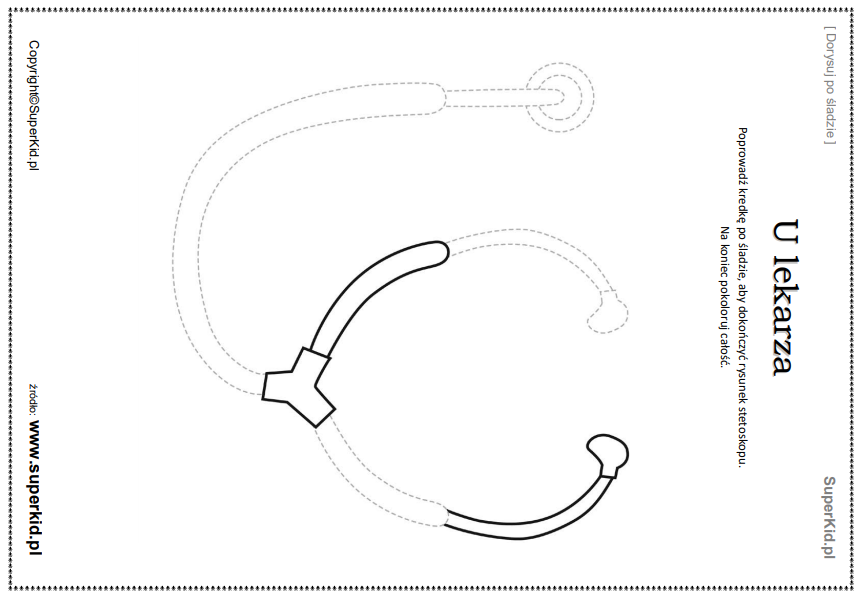 [ Dorysuj po śladzie ]
SuperKid.pl
U lekarza
Poprowadź kredkę po śladzie, aby dokończyć rysunek stetoskopu.
Na koniec pokoloruj całość.
Copyright©SuperKid.pl
źródło: www.superkid.pl